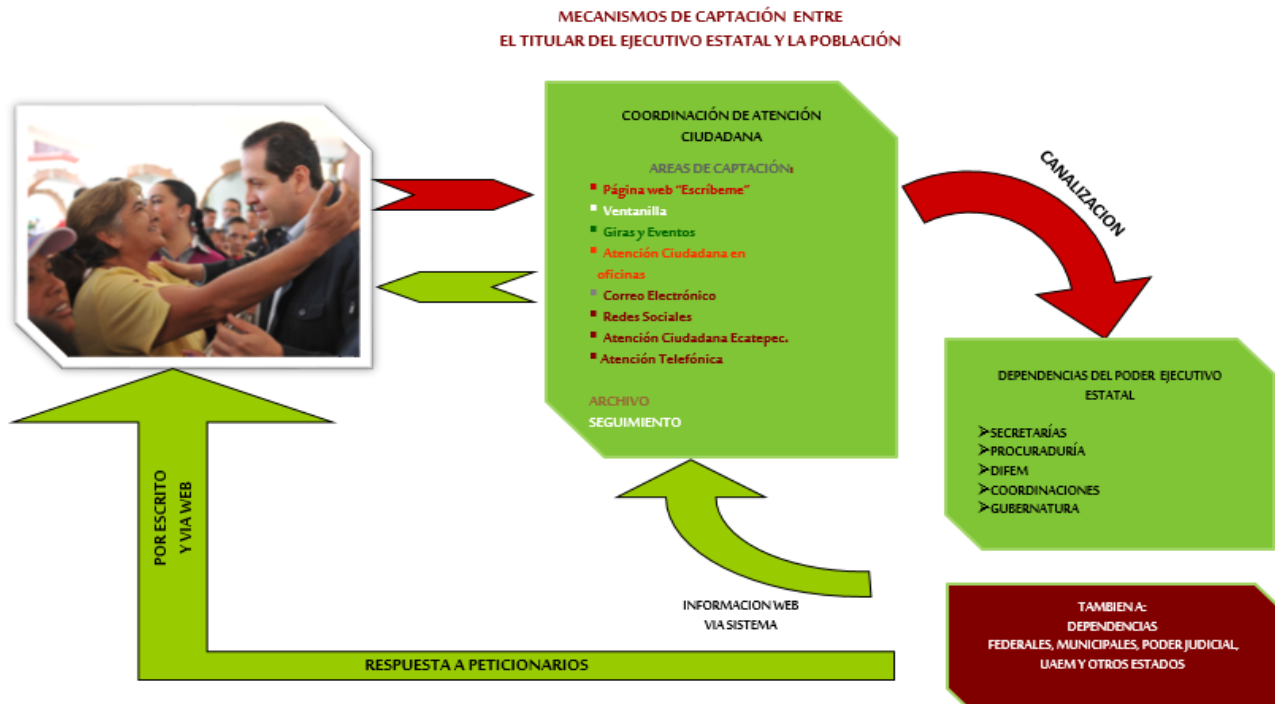 MECANISMOS DE CAPTACIÓN ENTRE
EL TITULAR DEL EJECUTIVO ESTATAL Y LA POBLACIÓN
COORDINACIÓN DE ATENCIÓN
CIUDADANA
AREAS DE CAPTACIÓN:
▪ Página web “Escríbeme”
▪ Ventanilla
▪ Giras y Eventos
▪ Atención Ciudadana en
oficinas
▪ Correo Electrónico
▪ Redes Sociales
▪ Atención Ciudadana Ecatepec.
▪ Atención Telefónica
ARCHIVO
SEGUIMIENTO
CANALIZACION
DEPENDENCIAS DEL PODER EJECUTIVO
ESTATAL
➢SECRETARÍAS
➢PROCURADURÍA
➢DIFEM
➢COORDINACIONES
➢GUBERNATURA
TAMBIEN A:
DEPENDENCIAS
FEDERALES, MUNICIPALES, PODER JUDICIAL,
UAEM Y OTROS ESTADOS
INFORMACION WEB
VIA SISTEMA
RESPUESTA A PETICIONARIOS
POR ESCRITO
Y VIA WEB